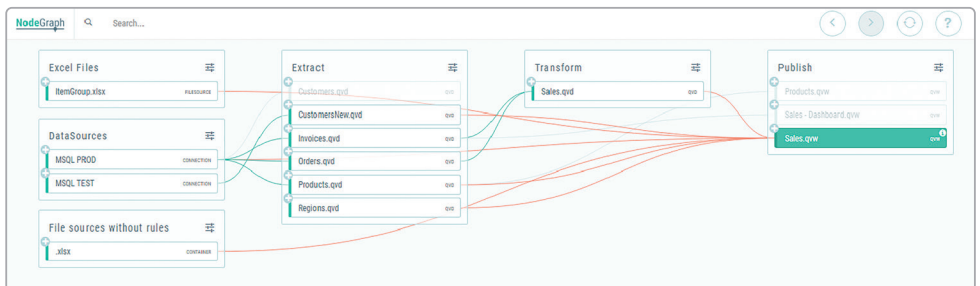 NodeGraph
Search...
?
Excel Files
ItemGroup.xlsx FILESOURCE
DataSources
MSQL PROD CONNECTION
MSQL TEST CONNECTION
File sources without rules
.xlsx CONTAINER
Extract
Customers.qvd QVD
CustomersNew.qvd QVD
Invoices.qvd QVD
Orders.qvd QVD
Products.qvd QVD
Regions.qvd QVD
Transform
Sales.qvd QVD
Publish
Products.qvw QVW
Sales - Dashboard.qvw QVW
Sales.qvw QVW